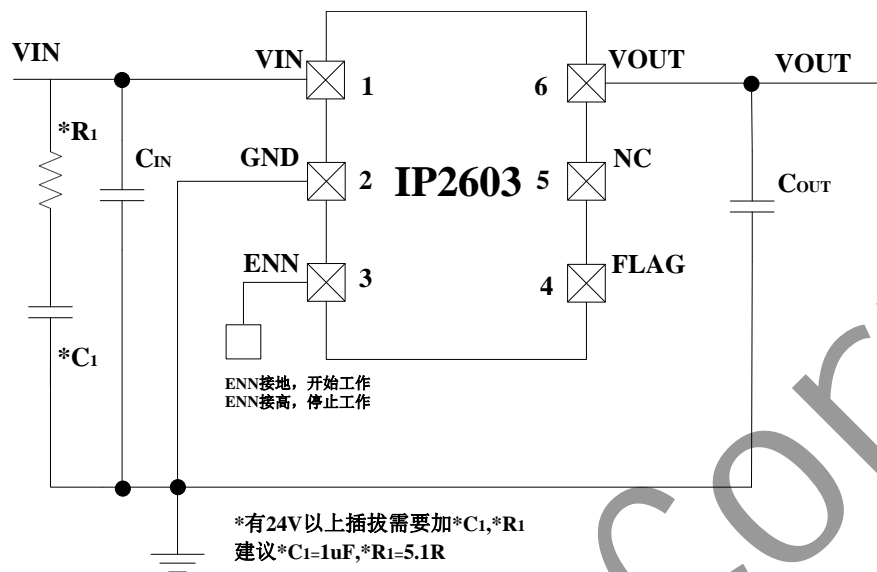 VIN
VIN
1
6
VOUT
VOUT
*R1
CIN
GND
2
IP2603
5
NC
COUT
ENN
3
4
FLAG
*C1
ENN接地，开始工作
ENN接高，停止工作
*有24V以上插拔需要加*C1,*R1
建议*C1=1uF,*R1=5.1R